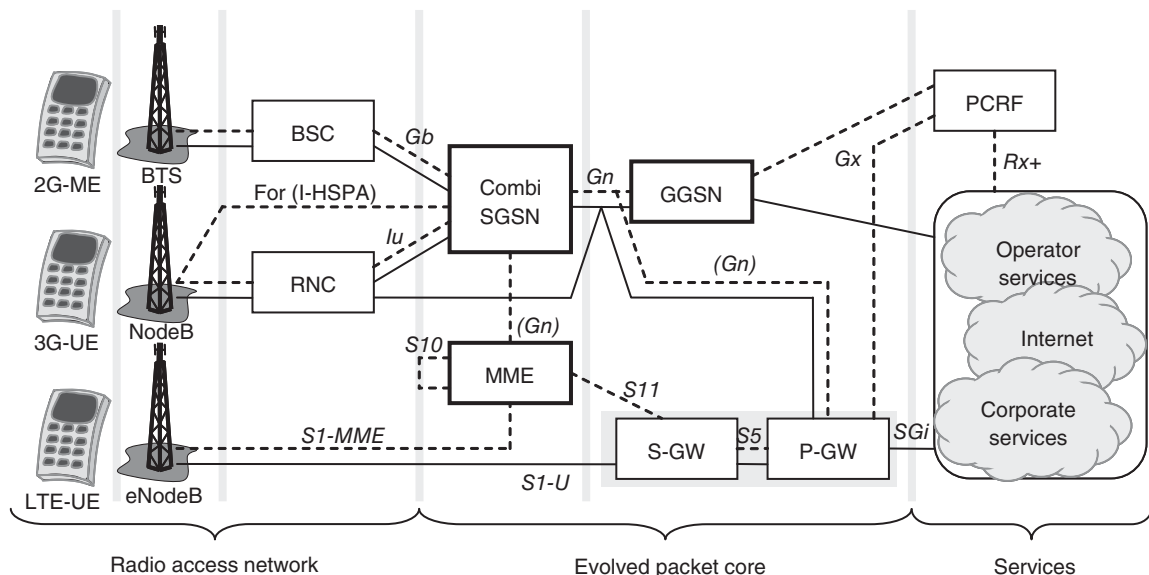 PCRF
BSC
Gb
Gx
Rx+
2G-ME
BTS
Combi
SGSN
Gn
GGSN
For (I-HSPA)
Iu
Operator
services
(Gn)
RNC
3G-UE
NodeB
(Gn)
Internet
S10
MME
S11
Corporate
services
S1-MME
S-GW
S5
P-GW
SGi
S1-U
LTE-UE
eNodeB
Radio access network
Evolved packet core
Services